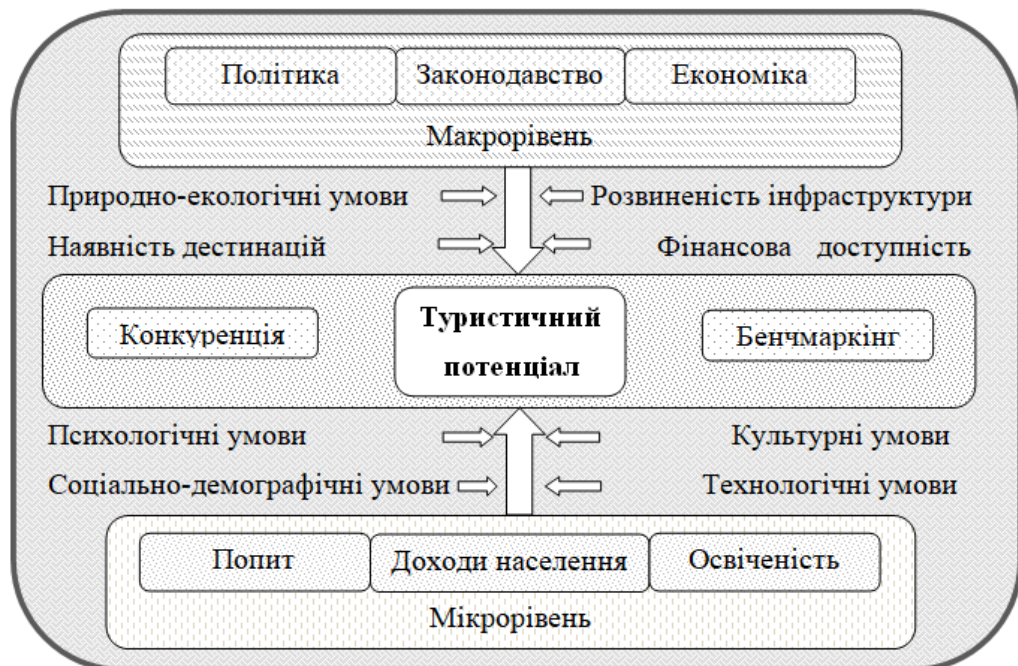 Політика Законодавство Економіка
Макрорівень
Природно-екологічні умови Розвиненість інфраструктури
Наявність дестинацій Фінансова доступність
Конкуренція Туристичний потенціал Бенчмаркінг
Психологічні умови Культурні умови
Соціально-демографічні умови Технологічні умови
Попит Доходи населення Освіченість
Мікрорівень